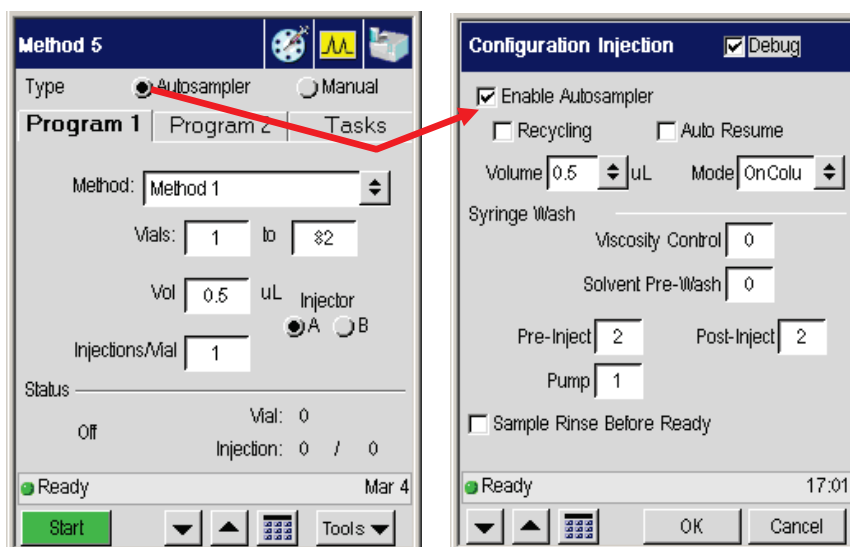 Method 5
Type Autosampler Manual
Program 1 Program 2 Tasks
Method: Method 1
Vials: 1 to 82
Vol 0.5 uL Injector
A B
Injections/Vial 1
Status
Off Vial: 0
Injection: 0 / 0
Ready Mar 4
Start Tools
Configuration Injection Debug
Enable Autosampler
Recycling Auto Resume
Volume 0.5 uL Mode OnColu
Syringe Wash
Viscosity Control 0
Solvent Pre-Wash 0
Pre-Inject 2 Post-Inject 2
Pump 1
Sample Rinse Before Ready
Ready 17:01
OK Cancel